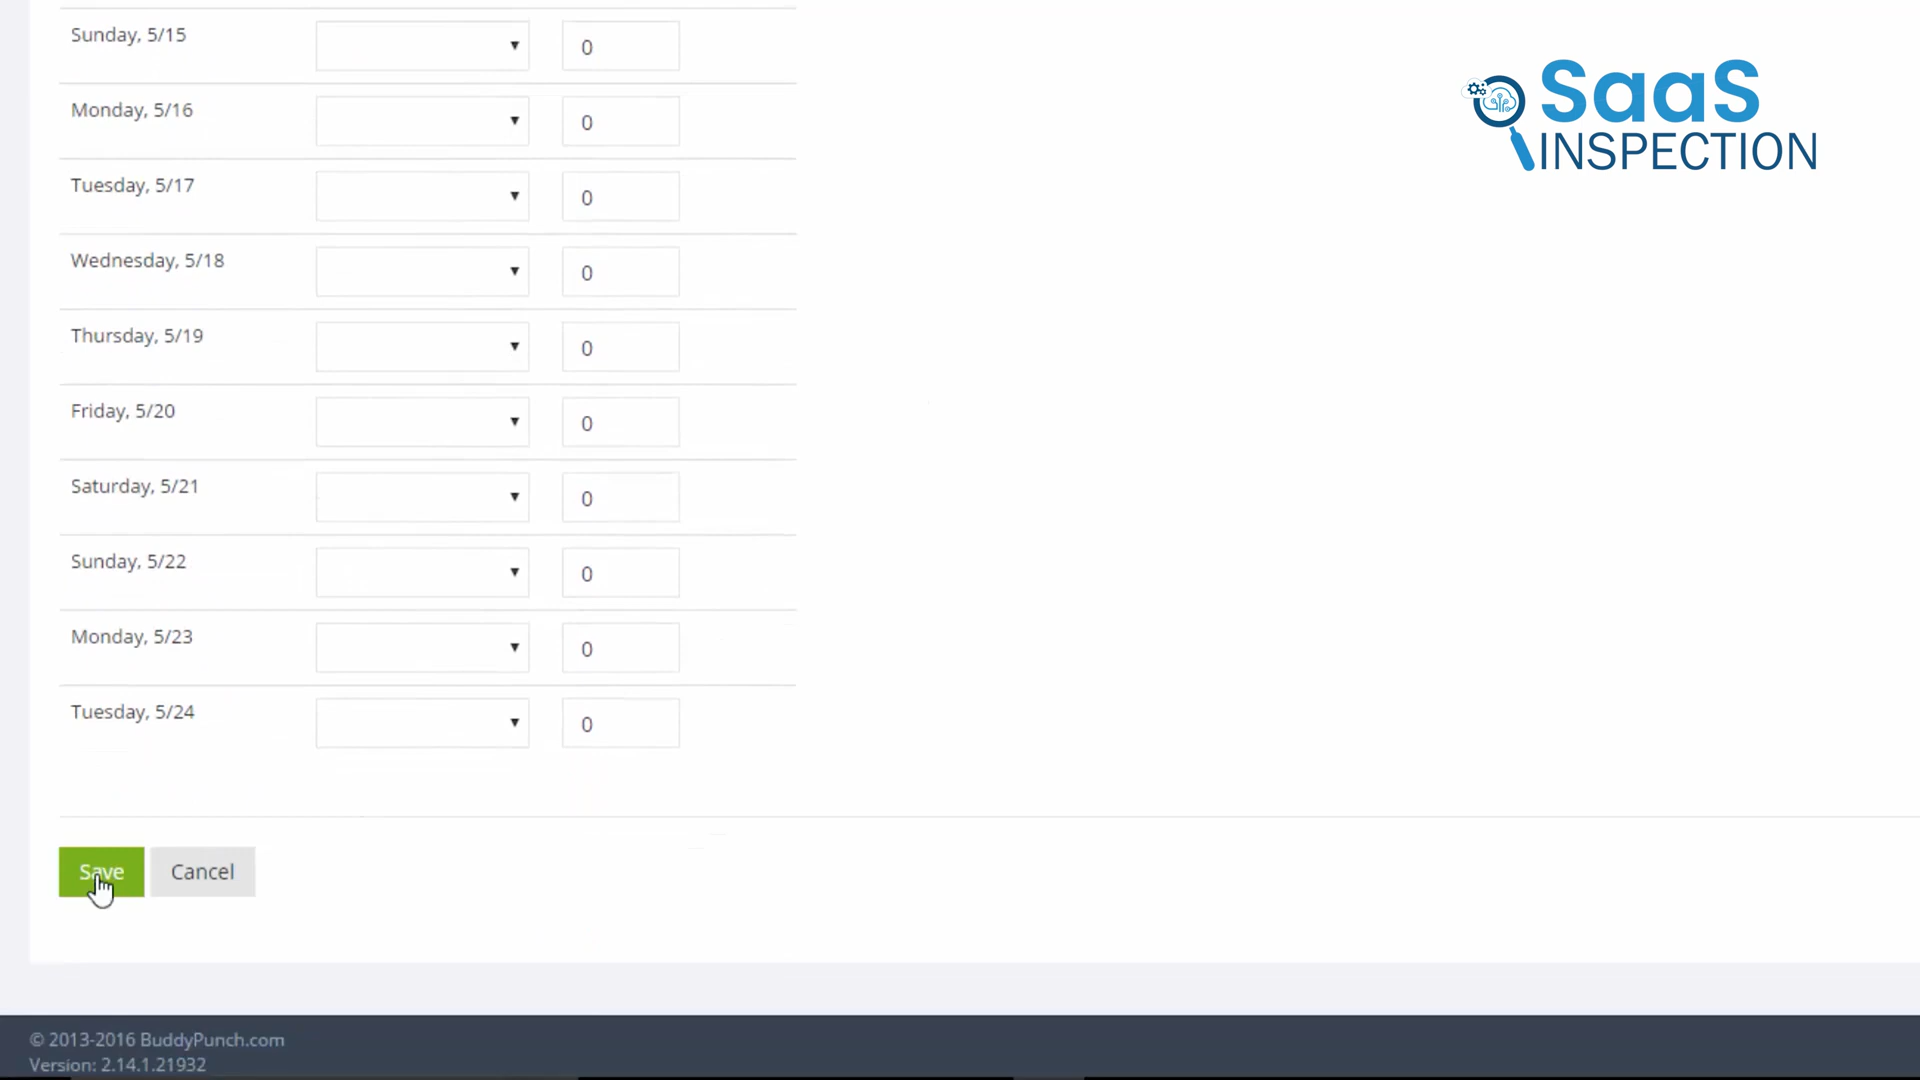 Sunday, 5/15 0
SaaS
INSPECTION
Monday, 5/16 0
Tuesday, 5/17 0
Wednesday, 5/18 0
Thursday, 5/19 0
Friday, 5/20 0
Saturday, 5/21 0
Sunday, 5/22 0
Monday, 5/23 0
Tuesday, 5/24 0
Save Cancel
© 2013-2016 BuddyPunch.com
Version: 2.14.1.21932